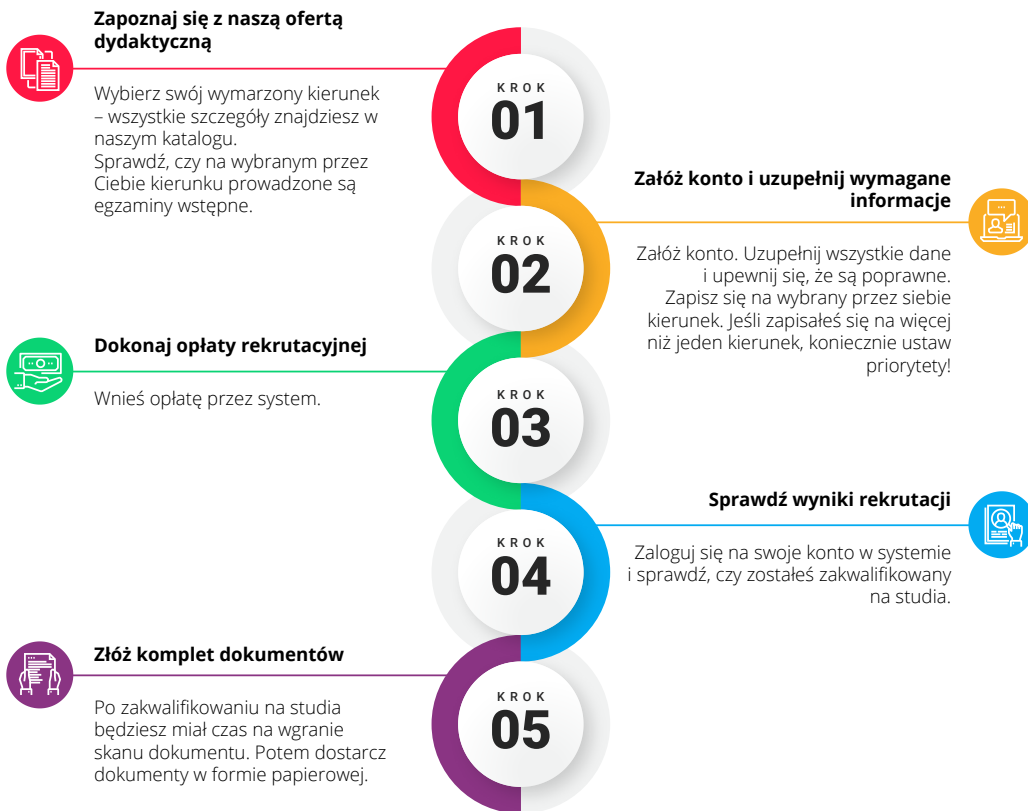 Zapoznaj się z naszą ofertą
dydaktyczną
Wybierz swój wymarzony kierunek
– wszystkie szczegóły znajdziesz w
naszym katalogu.
Sprawdź, czy na wybranym przez
Ciebie kierunku prowadzone są
egzaminy wstępne.
KROK
01
Załóż konto i uzupełnij wymagane
informacje
Załóż konto. Uzupełnij wszystkie dane
i upewnij się, że są poprawne.
Zapisz się na wybrany przez siebie
kierunek. Jeśli zapisałeś się na więcej
niż jeden kierunek, koniecznie ustaw
priorytety!
KROK
02
Dokonaj opłaty rekrutacyjnej
Wnieś opłatę przez system.
KROK
03
Sprawdź wyniki rekrutacji
Zaloguj się na swoje konto w systemie
i sprawdź, czy zostałeś zakwalifikowany
na studia.
KROK
04
Złóż komplet dokumentów
Po zakwalifikowaniu na studia
będziesz miał czas na wgranie
skanu dokumentu. Potem dostarcz
dokumenty w formie papierowej.
KROK
05